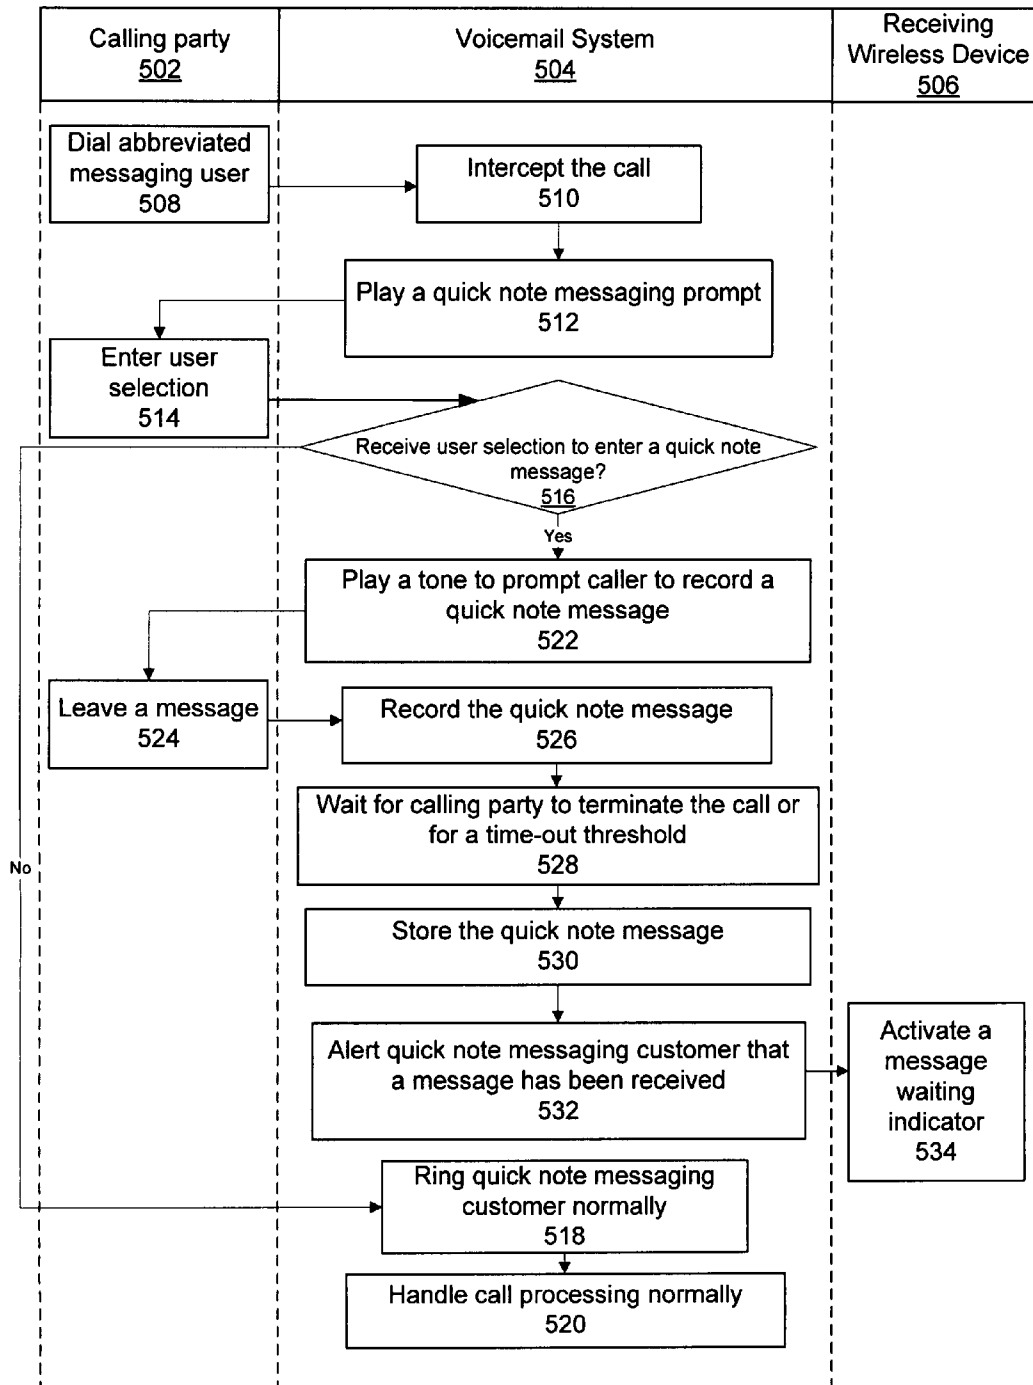 Calling party
502
Voicemail System
504
Receiving
Wireless Device
506
Dial abbreviated
messaging user
508
Intercept the call
510
Play a quick note messaging prompt
512
Enter user
selection
514
Receive user selection to enter a quick note
message?
516
Yes
Play a tone to prompt caller to record a
quick note message
522
Leave a message
524
Record the quick note message
526
Wait for calling party to terminate the call or
for a time-out threshold
528
No
Store the quick note message
530
Alert quick note messaging customer that
a message has been received
532
Activate a
message
waiting
indicator
534
Ring quick note messaging
customer normally
518
Handle call processing normally
520